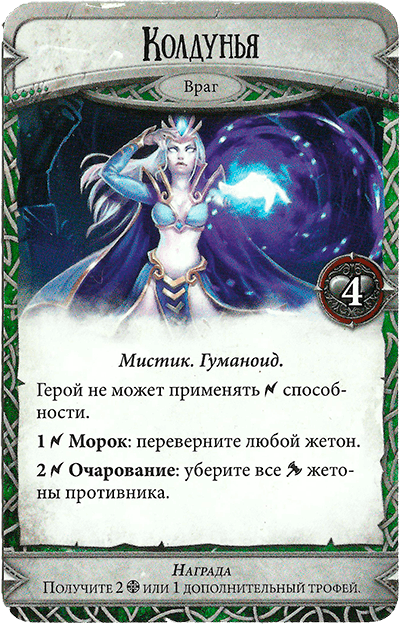 Колдунья
Враг
4
Мистик. Гуманоид.
Герой не может применять способ-
ности.
1 Морок: переверните любой жетон.
2 Очарование: уберите все жето-
ны противника.
Награда
Получите 2 или 1 дополнительный трофей.